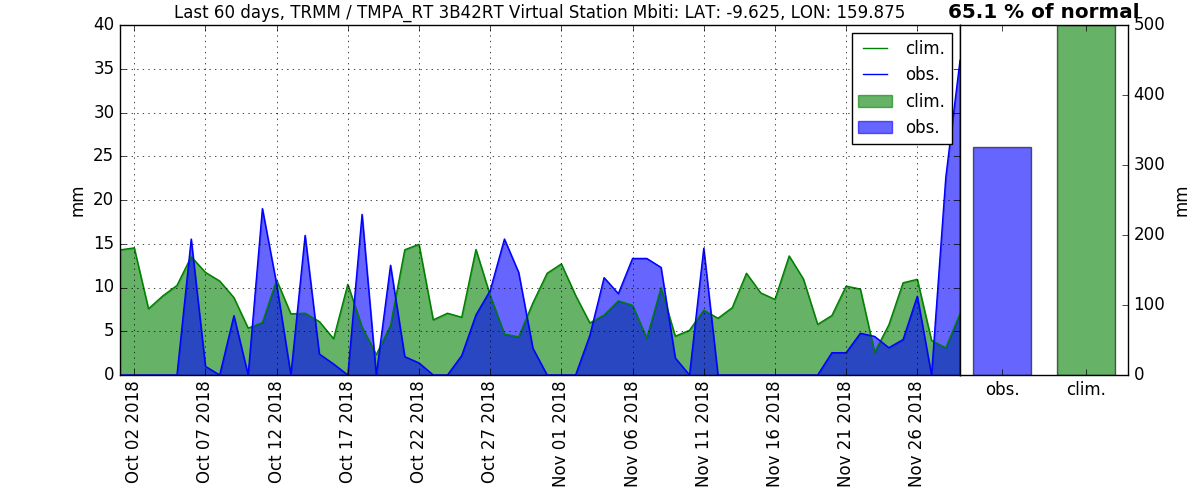 Last 60 days, TRMM / TMPA_RT 3B42RT Virtual Station Mbiti: LAT: -9.625, LON: 159.875
65.1 % of normal
40
35
30
25
20
15
10
5
0
mm
clim.
obs.
clim.
obs.
500
400
300
200
100
0
mm
Oct 02 2018
Oct 07 2018
Oct 12 2018
Oct 17 2018
Oct 22 2018
Oct 27 2018
Nov 01 2018
Nov 06 2018
Nov 11 2018
Nov 16 2018
Nov 21 2018
Nov 26 2018
obs.
clim.